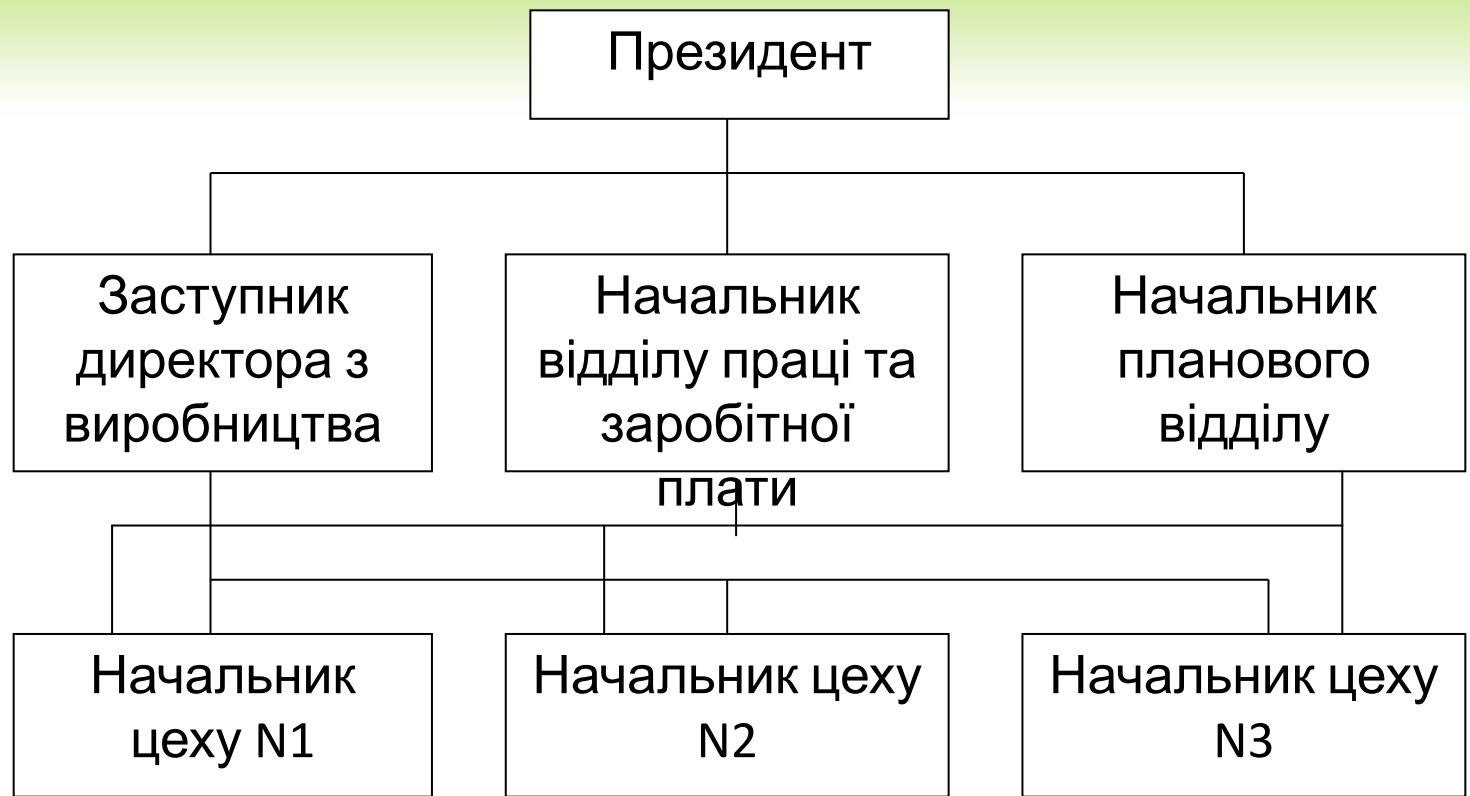 Президент
Заступник
директора з
виробництва
Начальник
відділу праці та
заробітної
плати
Начальник
планового
відділу
Начальник
цеху N1
Начальник цеху
N2
Начальник цеху
N3